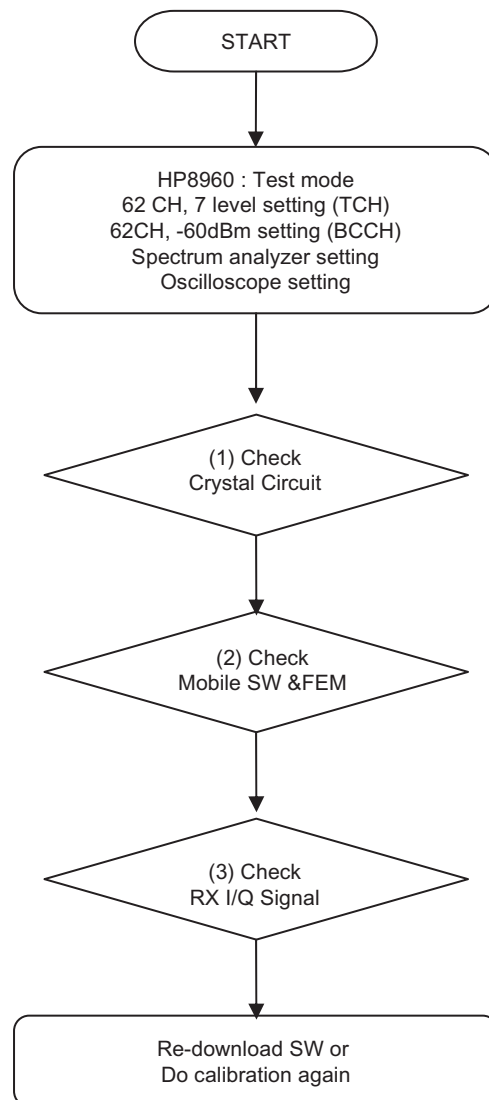 START
HP8960 : Test mode
62 CH, 7 level setting (TCH)
62CH, -60dBm setting (BCCH)
Spectrum analyzer setting
Oscilloscope setting
(1) Check
Crystal Circuit
(2) Check
Mobile SW &FEM
(3) Check
RX I/Q Signal
Re-download SW or
Do calibration again